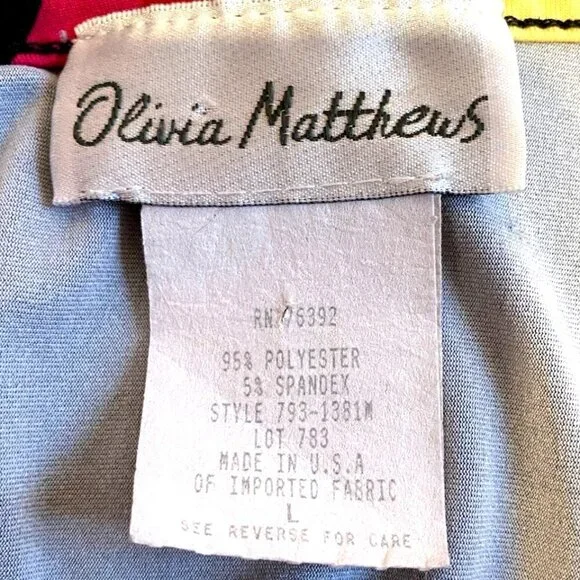 Olivia Matthews
RN 76392
95% POLYESTER
5% SPANDEX
STYLE 793-1381M
LOT 783
MADE IN U.S.A
OF IMPORTED FABRIC
L
SEE REVERSE FOR CARE